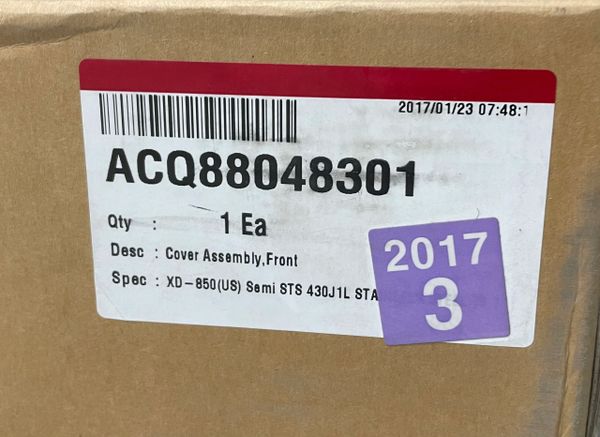 2017/01/23 07:48:1
ACQ88048301
Qty : 1 Ea
Desc : Cover Assembly,Front
Spec : XD-850(US) Semi STS 430J1L STA
2017
3